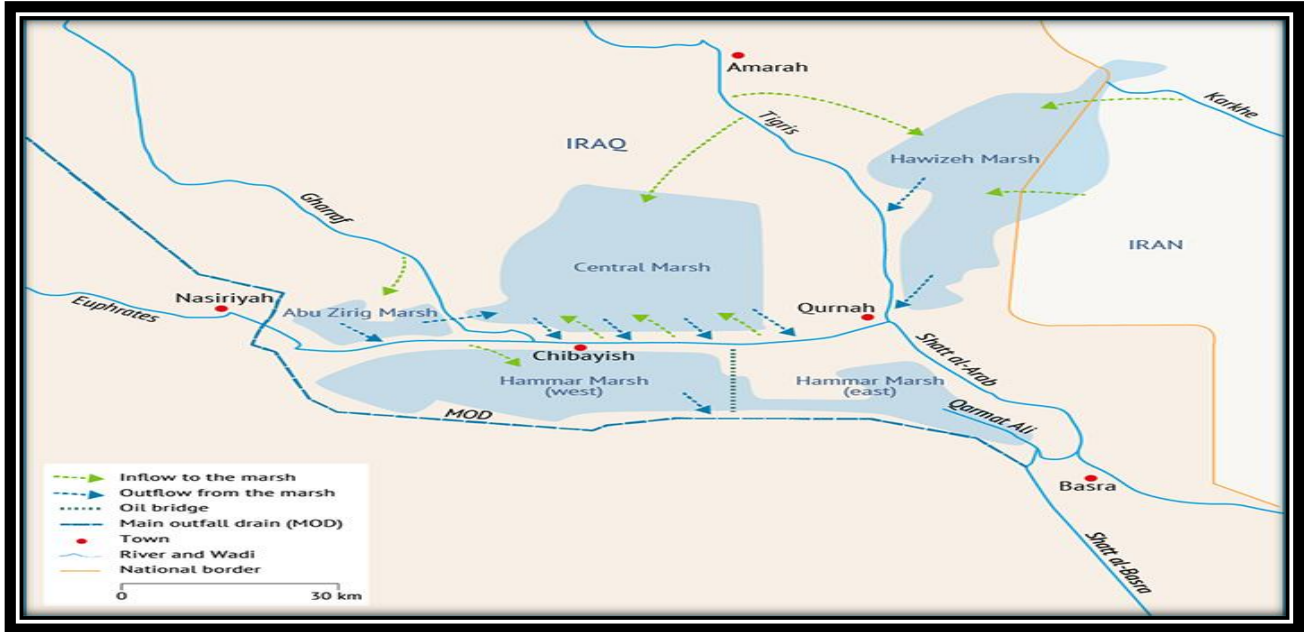 Amarah
Karkhe
Tigris
IRAQ
Hawizeh Marsh
Gharraf
IRAN
Central Marsh
Nasiriyah
Euphrates
Abu Zirig Marsh
Qurnah
Chibayish
Shatt al-Arab
Hammar Marsh
(west)
Hammar Marsh
(east)
MOD
Qarmat Ali
Basra
Shatt al-Basra
Inflow to the marsh
Outflow from the marsh
Oil bridge
Main outfall drain (MOD)
Town
River and Wadi
National border
0 30 km